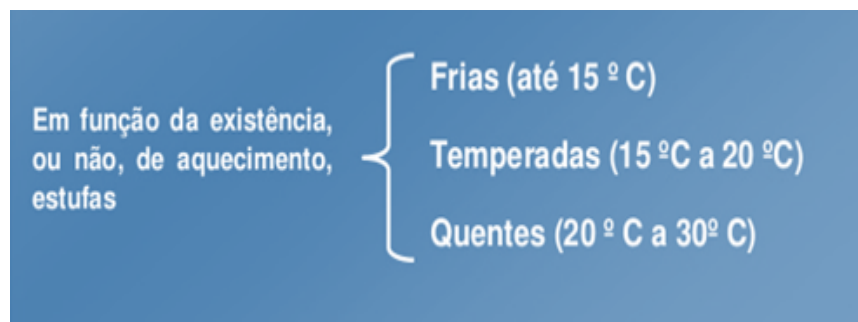 Em função da existência,
ou não, de aquecimento,
estufas
Frias (até 15 º C)
Temperadas (15 ºC a 20 ºC)
Quentes (20 º C a 30º C)